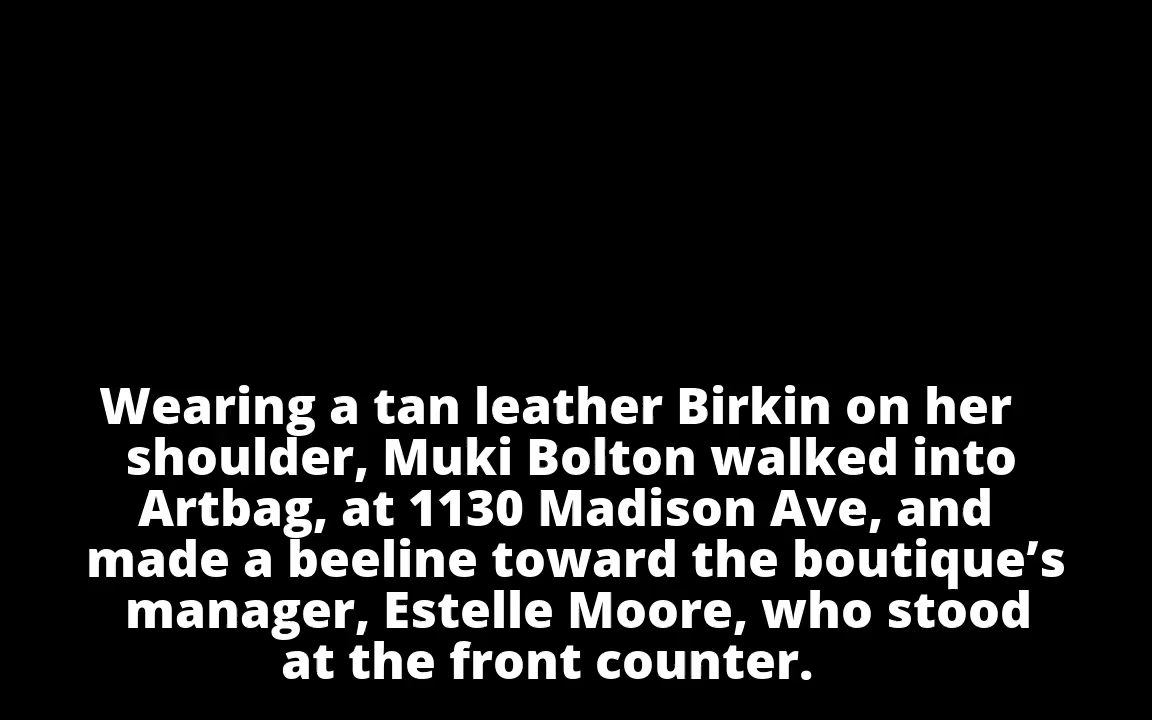 Wearing a tan leather Birkin on her
shoulder, Muki Bolton walked into
Artbag, at 1130 Madison Ave, and
made a beeline toward the boutique’s
manager, Estelle Moore, who stood
at the front counter.